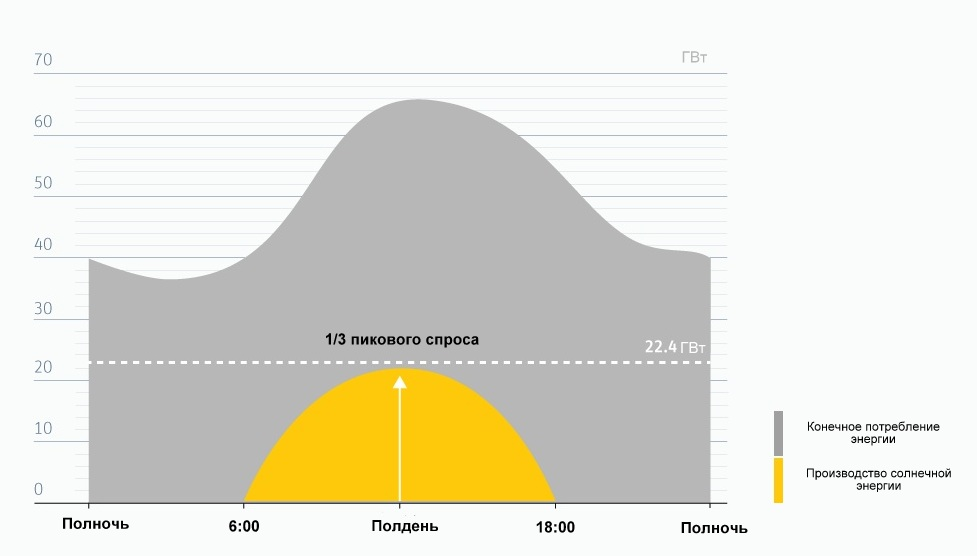 70
ГВт
60
50
40
30
1/3 пикового спроса
22.4 ГВт
20
10
0
Конечное потребление
энергии
Производство солнечной
энергии
Полночь
6:00
Полдень
18:00
Полночь